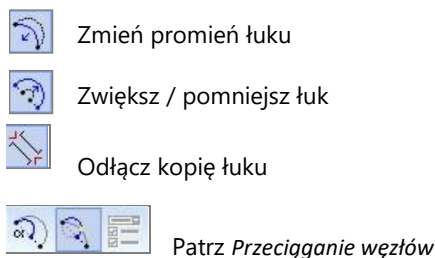 Zmień promień łuku
Zwiększ / pomniejsz łuk
Odłącz kopię łuku
α Patrz Przeciąganie węzłów